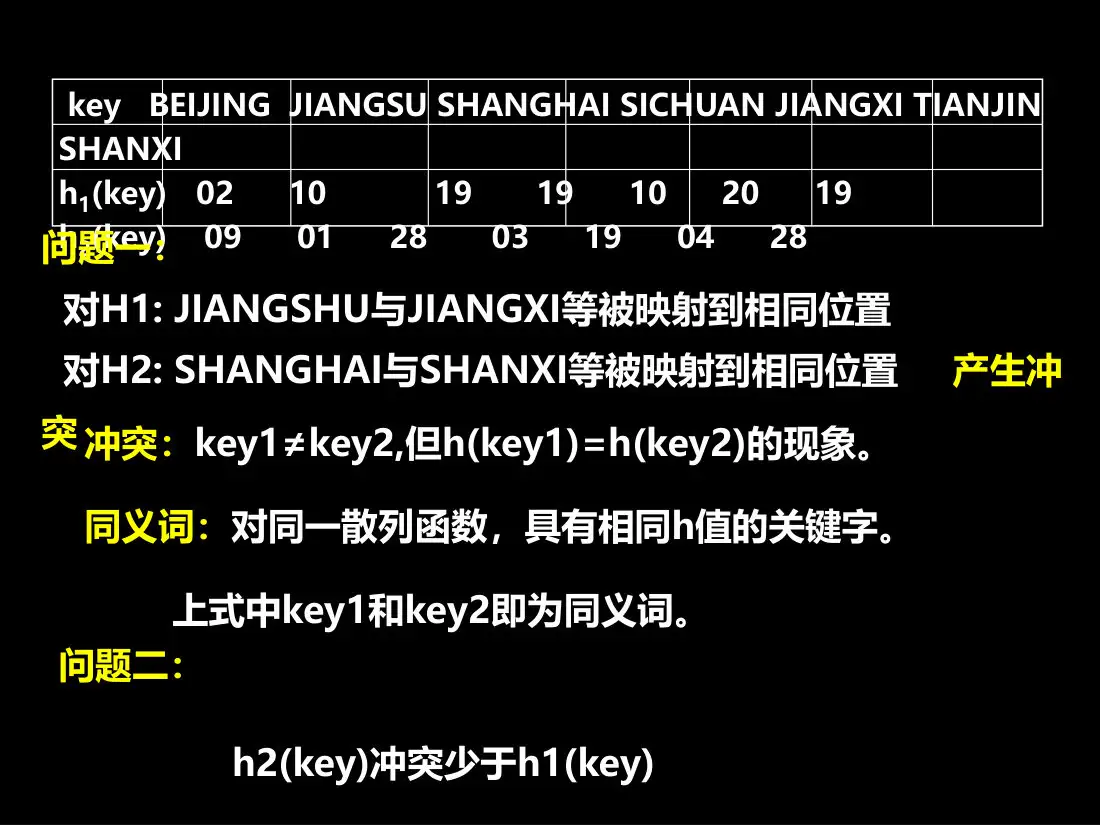 key BEIJING JIANGSU SHANGHAI SICHUAN JIANGXI TIANJIN
SHANXI
h₁(key) 02 10 19 19 10 20 19
h (key) 09 01 28 03 19 04 28
问题一:
对H1: JIANGSHU与JIANGXI等被映射到相同位置
对H2: SHANGHAI与SHANXI等被映射到相同位置 产生冲
突
冲突：key1≠key2,但h(key1)=h(key2)的现象。
同义词：对同一散列函数，具有相同h值的关键字。
上式中key1和key2即为同义词。
问题二：
h2(key)冲突少于h1(key)